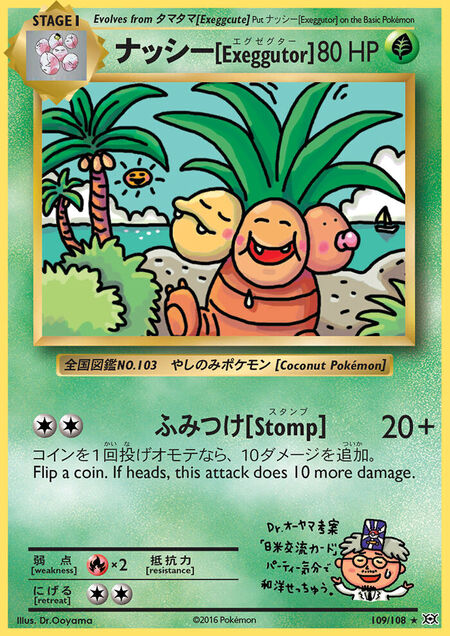 STAGE 1
Evolves from タマタマ[Exeggcute] Put ナッシー[Exeggutor] on the Basic Pokémon
エグゼグター
ナッシー[Exeggutor] 80 HP
全国図鑑NO.103 やしのみポケモン [Coconut Pokémon]
スタンプ
ふみつけ[Stomp] 20+
かい な ついか
コインを1回投げオモテなら、10ダメージを追加。
Flip a coin. If heads, this attack does 10 more damage.
Dr.オーヤマ考案
「日米交流カード」
パーティー気分で
和洋せっちゅう。
弱点 ×2 抵抗力
[weakness] [resistance]
にげる
[retreat]
Illus. Dr.Ooyama ©2016 Pokémon 109/108 ★